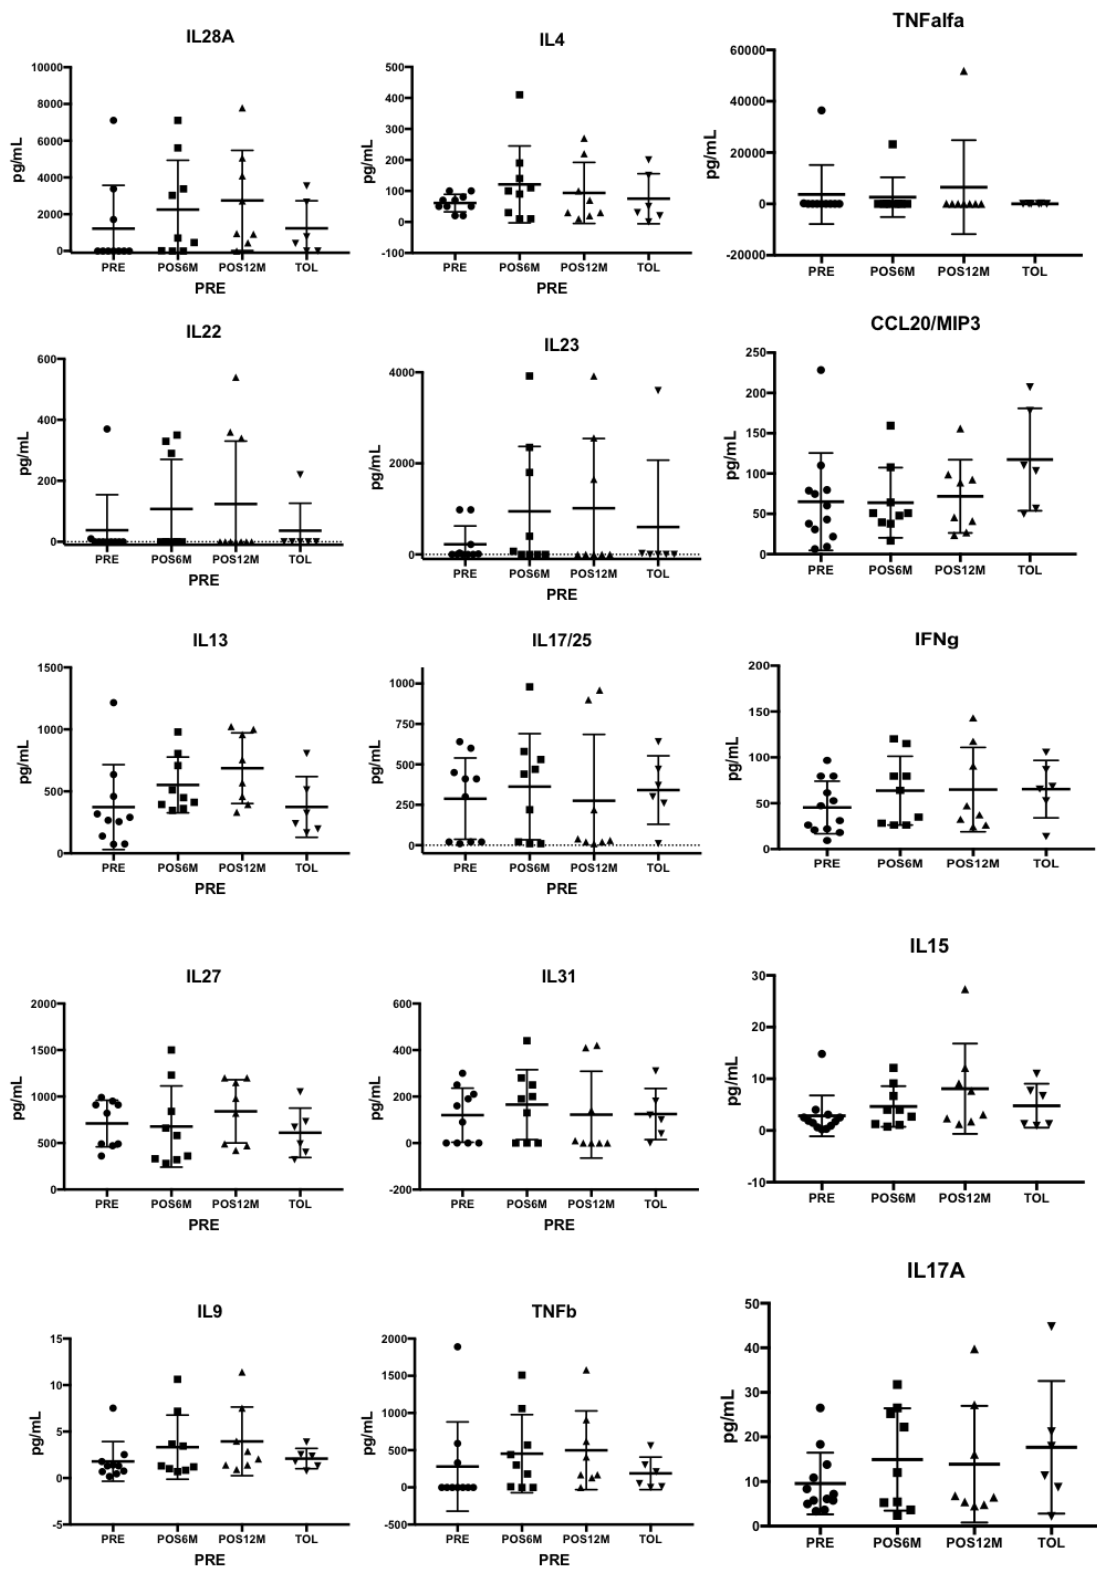 IL28A
10000
8000
6000
4000
2000
0
pg/mL
PRE POS6M POS12M TOL
PRE
IL4
500
400
300
200
100
0
-100
pg/mL
PRE POS6M POS12M TOL
PRE
TNFalfa
60000
40000
20000
0
-20000
pg/mL
PRE POS6M POS12M TOL
IL22
600
400
200
0
pg/mL
PRE POS6M POS12M TOL
PRE
IL23
4000
2000
0
pg/mL
PRE POS6M POS12M TOL
PRE
CCL20/MIP3
250
200
150
100
50
0
pg/mL
PRE POS6M POS12M TOL
IL13
1500
1000
500
0
pg/mL
PRE POS6M POS12M TOL
PRE
IL17/25
1000
750
500
250
0
pg/mL
PRE POS6M POS12M TOL
PRE
IFNg
200
150
100
50
0
pg/mL
PRE POS6M POS12M TOL
IL27
2000
1500
1000
500
0
pg/mL
PRE POS6M POS12M TOL
PRE
IL31
600
400
200
0
-200
pg/mL
PRE POS6M POS12M TOL
PRE
IL15
30
20
10
0
-10
pg/mL
PRE POS6M POS12M TOL
IL9
15
10
5
0
-5
pg/mL
PRE POS6M POS12M TOL
PRE
TNFb
2000
1500
1000
500
0
-500
pg/mL
PRE POS6M POS12M TOL
PRE
IL17A
50
40
30
20
10
0
pg/mL
PRE POS6M POS12M TOL